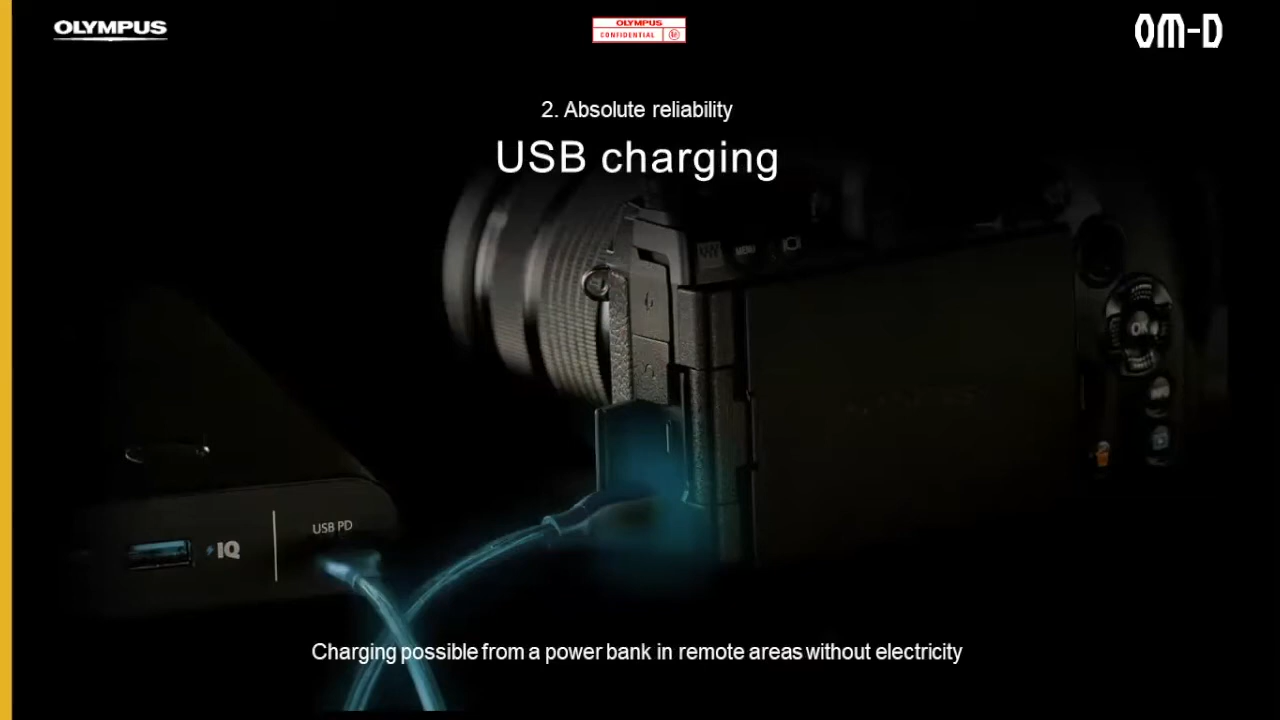 OLYMPUS
OLYMPUS
CONFIDENTIAL
OM-D
2. Absolute reliability
USB charging
MENU
OK
USB PD
IQ
Charging possible from a power bank in remote areas without electricity